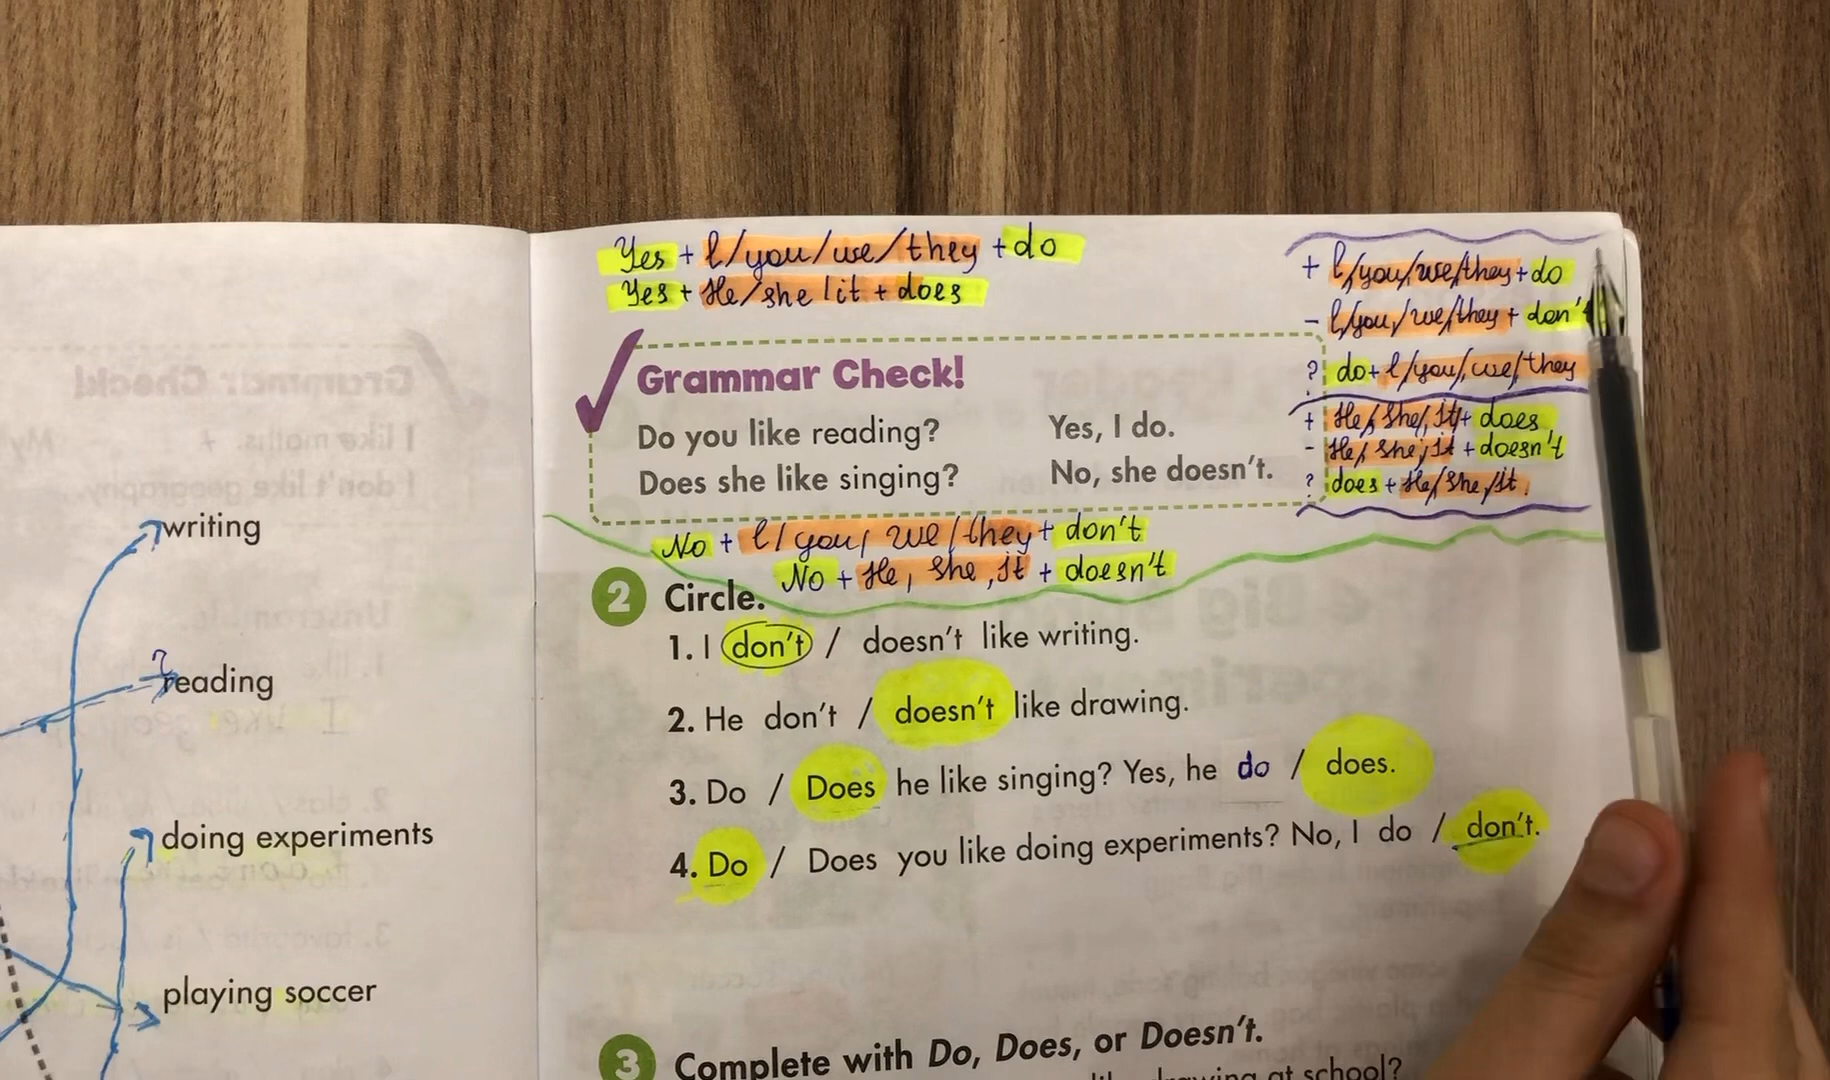 Yes + I/you/we/they + do
Yes + He/she/it + does
+ I/you/we/they + do
- I/you/we/they + don't
? do + I/you/we/they
+ He/She/It + does
- He/She/It + doesn't
? does + He/She/It.
Grammar Check!
Do you like reading? Yes, I do.
Does she like singing? No, she doesn't.
No + I/you/we/they + don't
No + He, She, It + doesn't
2 Circle.
1. I don't / doesn't like writing.
2. He don't / doesn't like drawing.
3. Do / Does he like singing? Yes, he do / does.
4. Do / Does you like doing experiments? No, I do / don't.
3 Complete with Do, Does, or Doesn't.
drawing at school?
writing
reading
doing experiments
playing soccer